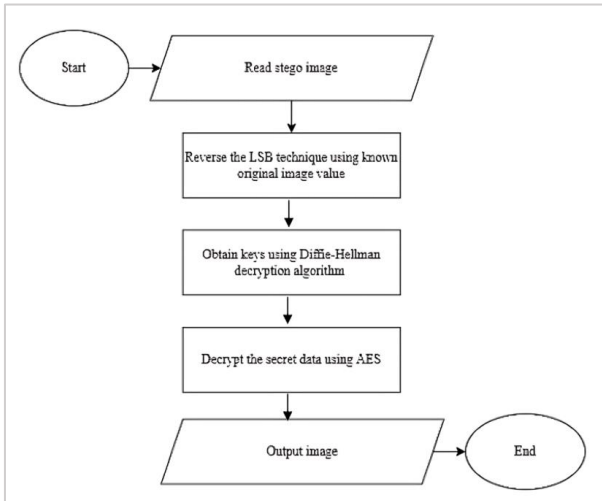 Start
Read stego image
Reverse the LSB technique using known
original image value
Obtain keys using Diffie-Hellman
decryption algorithm
Decrypt the secret data using AES
Output image
End